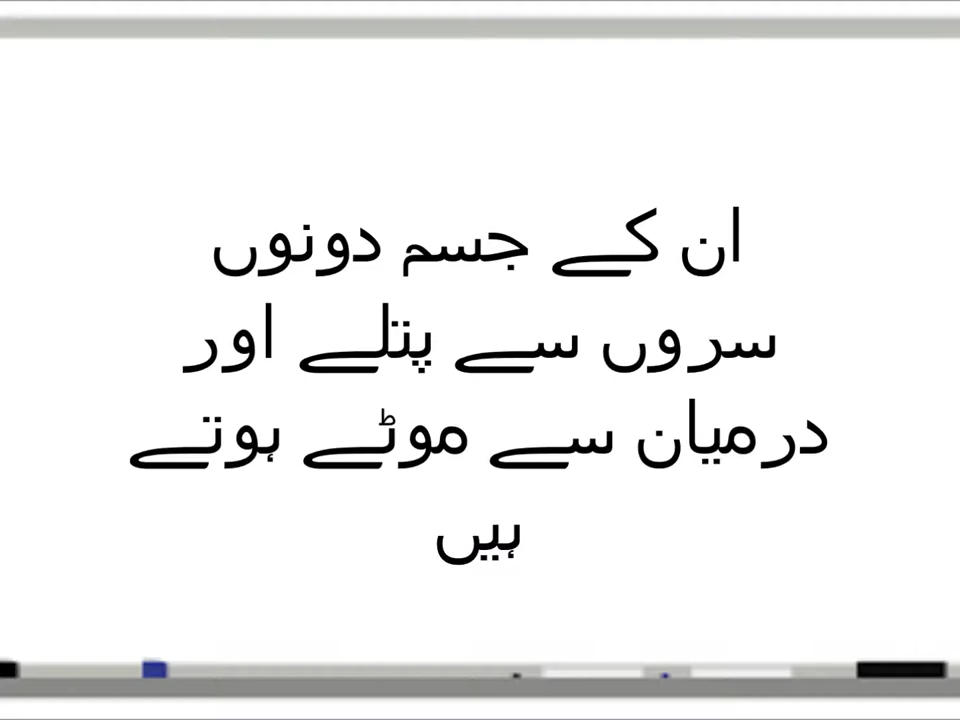 ان کے جسم دونوں
سروں سے پتلے اور
درمیان سے موٹے ہوتے
ہیں